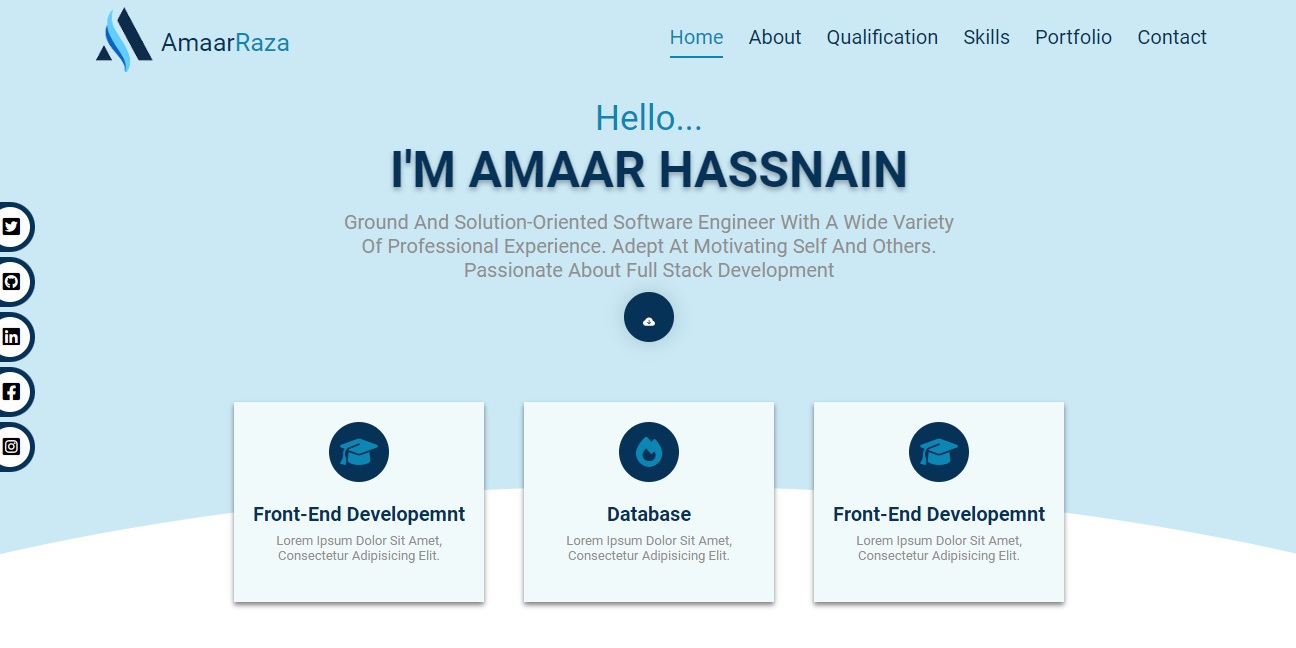 AmaarRaza
Home About Qualification Skills Portfolio Contact
Hello...
I'M AMAAR HASSNAIN
Ground And Solution-Oriented Software Engineer With A Wide Variety
Of Professional Experience. Adept At Motivating Self And Others.
Passionate About Full Stack Development
Front-End Developemnt
Lorem Ipsum Dolor Sit Amet,
Consectetur Adipisicing Elit.
Database
Lorem Ipsum Dolor Sit Amet,
Consectetur Adipisicing Elit.
Front-End Developemnt
Lorem Ipsum Dolor Sit Amet,
Consectetur Adipisicing Elit.